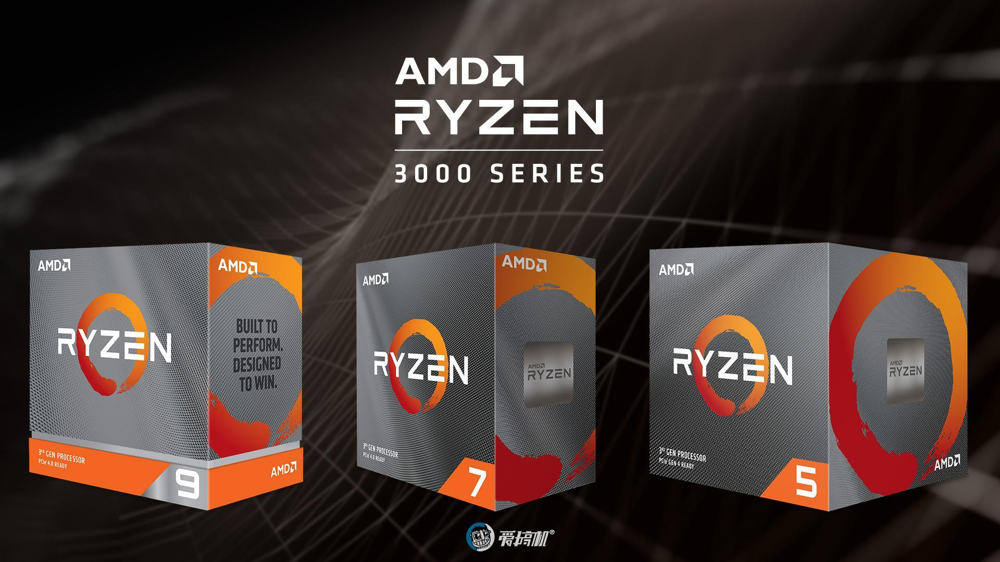 AMD
RYZEN
3000 SERIES
AMD
RYZEN
3RD GEN PROCESSOR
PCIe® 4.0 READY
9
AMD
BUILT TO
PERFORM.
DESIGNED
TO WIN.
AMD
AMD
RYZEN
3RD GEN PROCESSOR
PCIe® 4.0 READY
7
AMD
AMD
RYZEN
AMD
RYZEN
3RD GEN PROCESSOR
PCIe® GEN 4 READY
5
AMD
RYZEN
AMD
爱搞机®